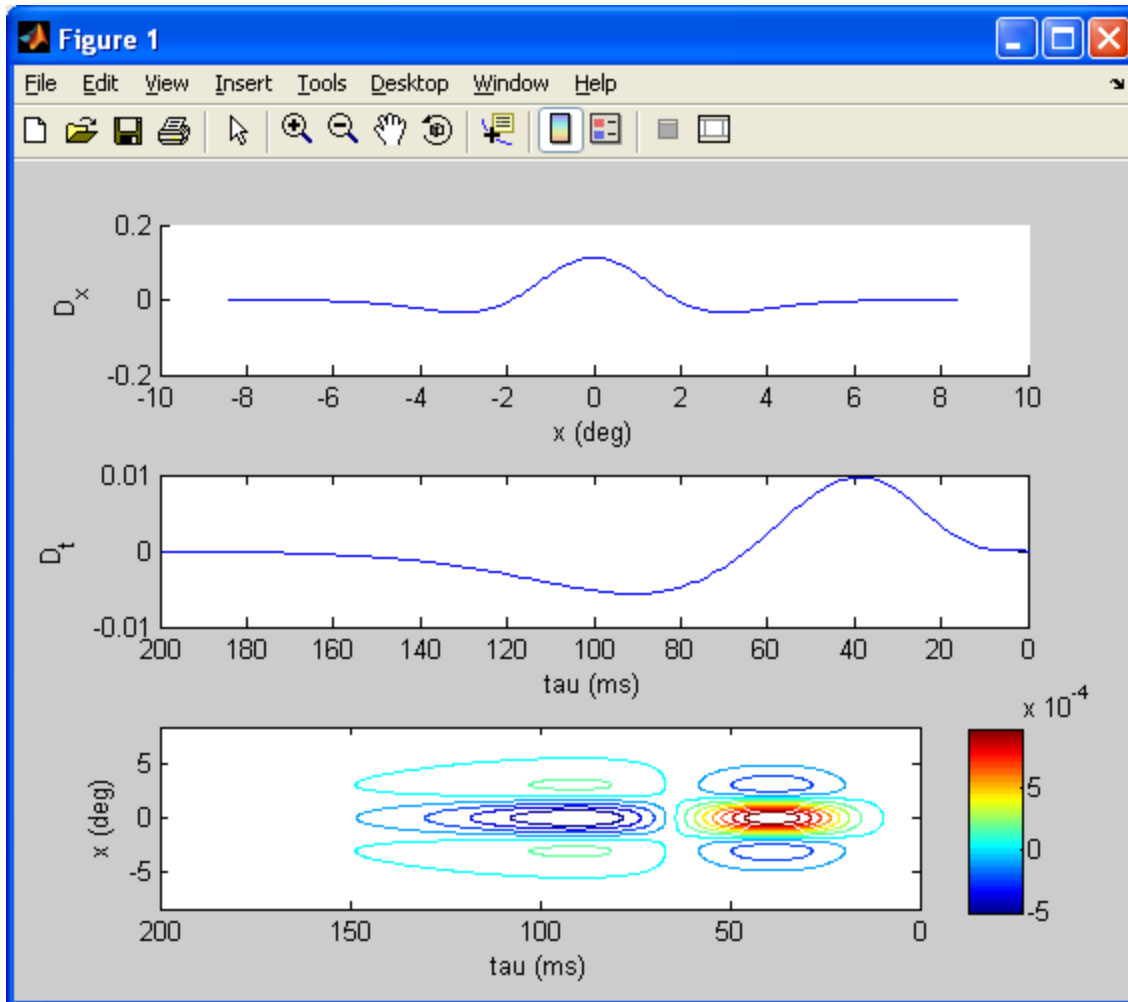 Figure 1
File Edit View Insert Tools Desktop Window Help
0.2
0
-0.2
D_x
-10 -8 -6 -4 -2 0 2 4 6 8 10
x (deg)
0.01
0
-0.01
D_t
200 180 160 140 120 100 80 60 40 20 0
tau (ms)
x 10^-4
5
0
-5
x (deg)
200 150 100 50 0
tau (ms)
5
0
-5